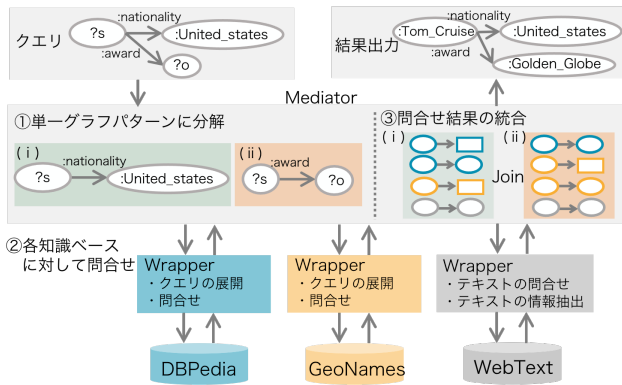 クエリ
?s
:nationality
:United_states
:award
?o
結果出力
:Tom_Cruise
:nationality
:United_states
:award
:Golden_Globe
Mediator
①単一グラフパターンに分解
(i)
?s
:nationality
:United_states
(ii)
?s
:award
?o
③問合せ結果の統合
(i)
Join
(ii)
②各知識ベース
に対して問合せ
Wrapper
・クエリの展開
・問合せ
Wrapper
・クエリの展開
・問合せ
Wrapper
・テキストの問合せ
・テキストの情報抽出
DBPedia
GeoNames
WebText